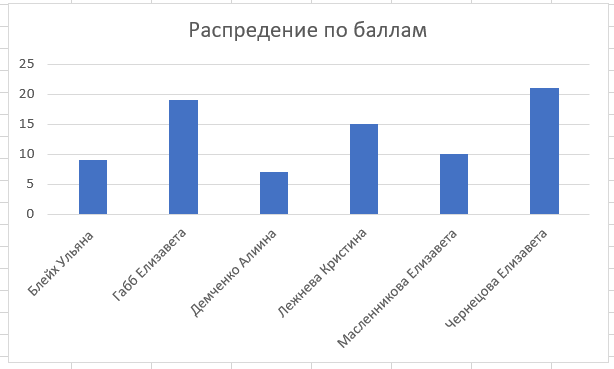 Распредение по баллам
25
20
15
10
5
0
Блейх Ульяна
Габб Елизавета
Демченко Алиина
Лежнева Кристина
Масленникова Елизавета
Чернецова Елизавета